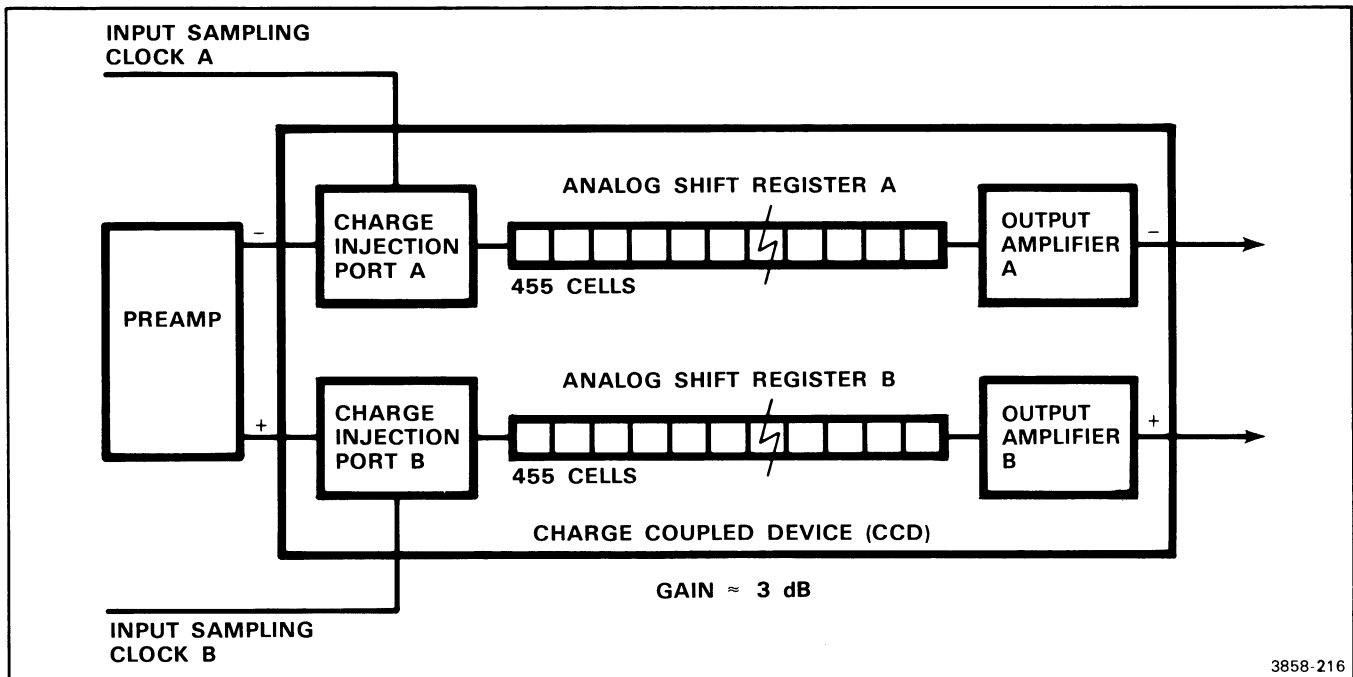 INPUT SAMPLING
CLOCK A
ANALOG SHIFT REGISTER A
CHARGE
INJECTION
PORT A
455 CELLS
OUTPUT
AMPLIFIER
A
−
−
PREAMP
ANALOG SHIFT REGISTER B
+
CHARGE
INJECTION
PORT B
455 CELLS
OUTPUT
AMPLIFIER
B
+
CHARGE COUPLED DEVICE (CCD)
GAIN ≈ 3 dB
INPUT SAMPLING
CLOCK B
3858-216